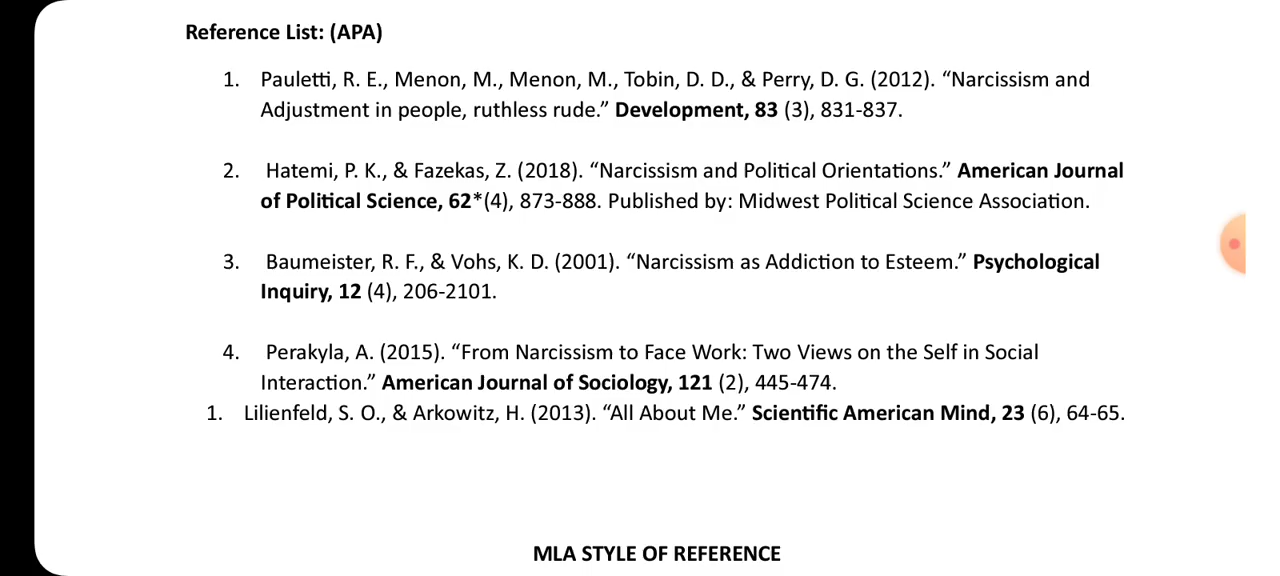 Reference List: (APA)
1. Pauletti, R. E., Menon, M., Menon, M., Tobin, D. D., & Perry, D. G. (2012). “Narcissism and
Adjustment in people, ruthless rude.” Development, 83 (3), 831-837.
2. Hatemi, P. K., & Fazekas, Z. (2018). “Narcissism and Political Orientations.” American Journal
of Political Science, 62*(4), 873-888. Published by: Midwest Political Science Association.
3. Baumeister, R. F., & Vohs, K. D. (2001). “Narcissism as Addiction to Esteem.” Psychological
Inquiry, 12 (4), 206-2101.
4. Perakyla, A. (2015). “From Narcissism to Face Work: Two Views on the Self in Social
Interaction.” American Journal of Sociology, 121 (2), 445-474.
1. Lilienfeld, S. O., & Arkowitz, H. (2013). “All About Me.” Scientific American Mind, 23 (6), 64-65.
MLA STYLE OF REFERENCE